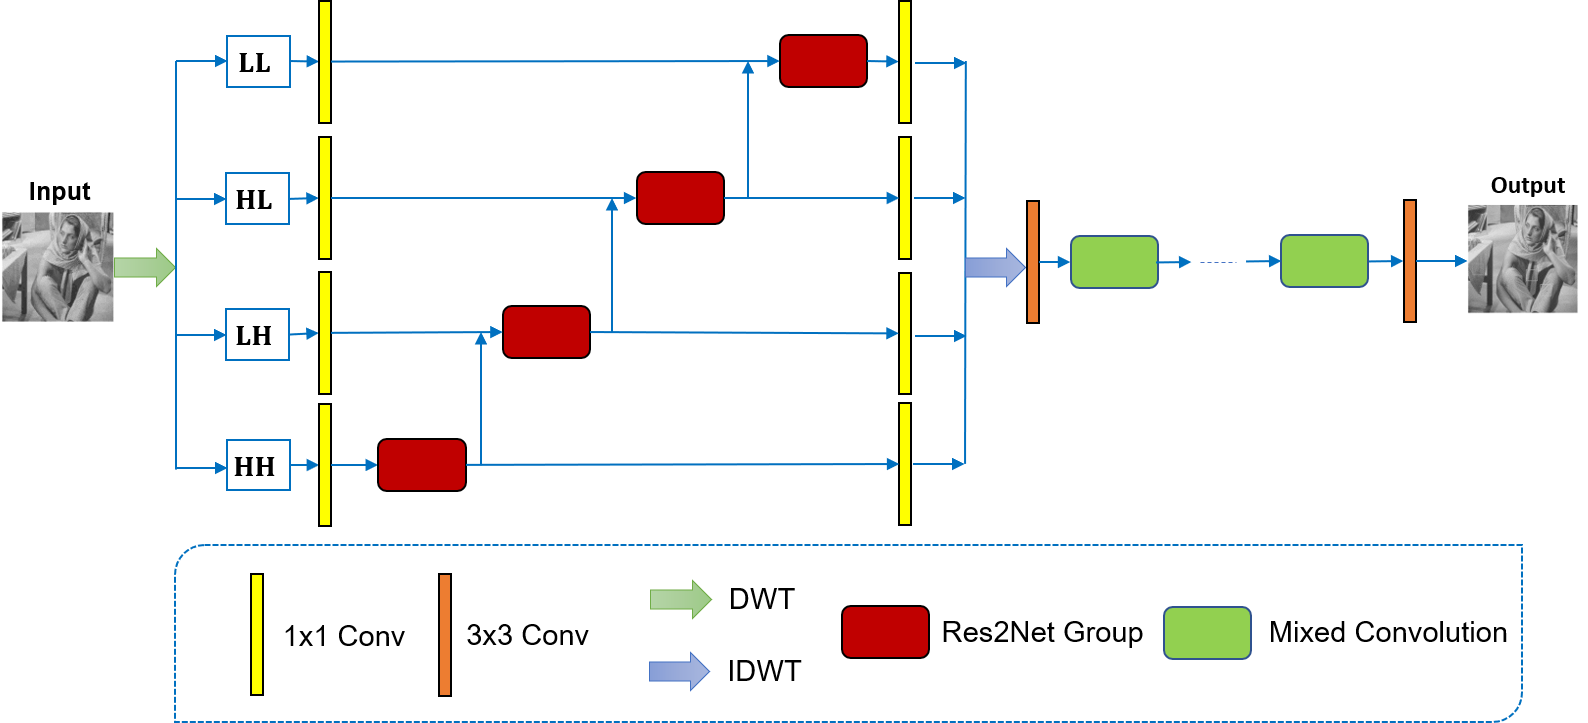 Input
LL
HL
LH
HH
Output
1x1 Conv
3x3 Conv
DWT
IDWT
Res2Net Group
Mixed Convolution